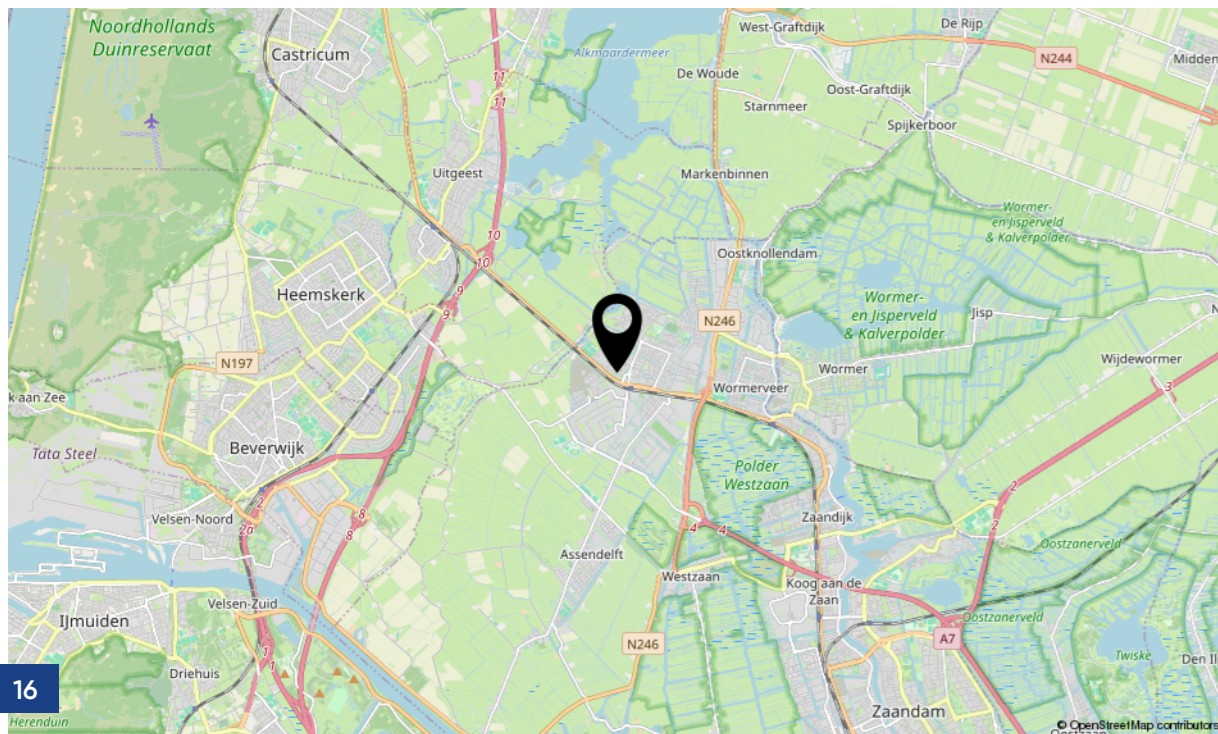 Noordhollands
Duinreservaat
Castricum
Alkmaardermeer
West-Graftdijk
De Rijp
N244
Midden
De Woude
Oost-Graftdijk
Starnmeer
Spijkerboor
11
11
Uitgeest
Markenbinnen
Wormer-
en-Jisperveld
& Kalverpolder
10
10
Oostknollendam
Heemskerk
9
9
Wormer-
en Jisperveld
& Kalverpolder
Jisp
N246
N197
Wijdewormer
Wormer
Wormerveer
3
k aan Zee
Beverwijk
Tata Steel
Polder
Westzaan
2
2
2
2a
Velsen-Noord
8
8
Zaandijk
4
4
Assendelft
Oostzanerveld
Westzaan
Koog aan de
Zaan
Velsen-Zuid
IJmuiden
Oostzanerveld
A7
N246
1
1
Twiske
Den Il
Driehuis
16
Herenduin
Zaandam
© OpenStreetMap contributors